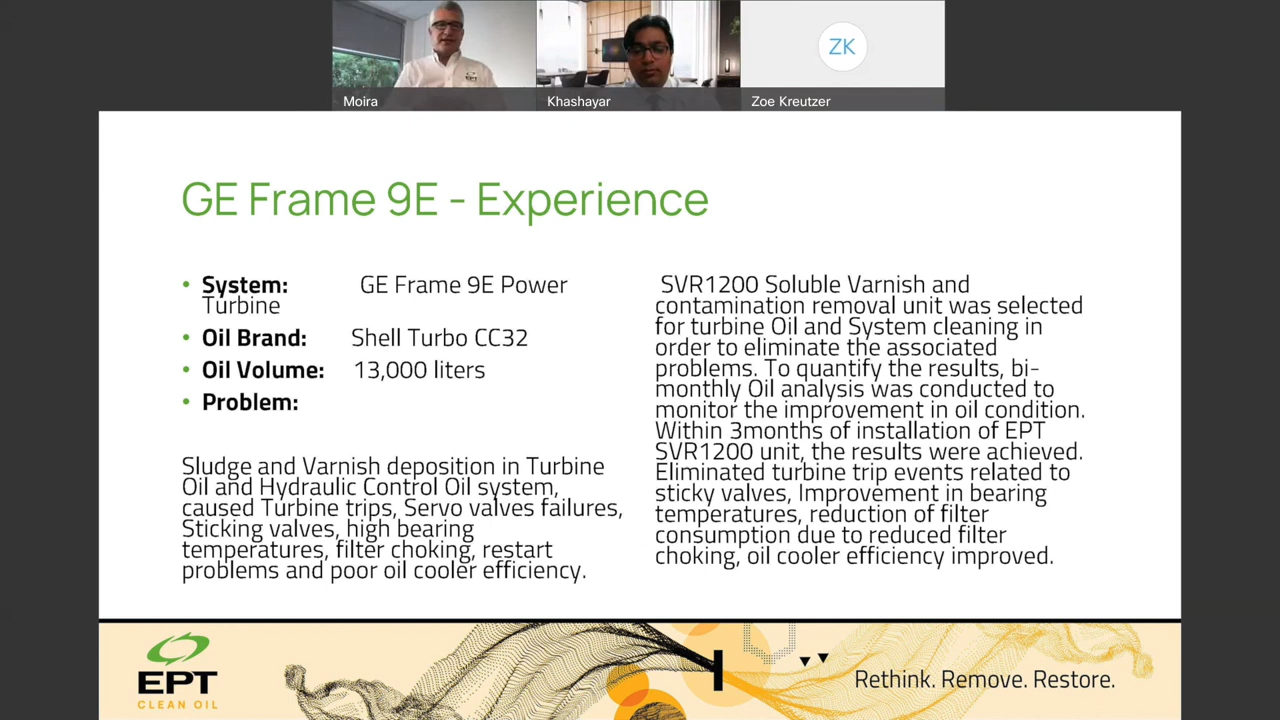 EPT
ZK
Moira
Khashayar
Zoe Kreutzer
GE Frame 9E - Experience
• System: GE Frame 9E Power
Turbine
• Oil Brand: Shell Turbo CC32
• Oil Volume: 13,000 liters
• Problem:
Sludge and Varnish deposition in Turbine
Oil and Hydraulic Control Oil system,
caused Turbine trips, Servo valves failures,
Sticking valves, high bearing
temperatures, filter choking, restart
problems and poor oil cooler efficiency.
SVR1200 Soluble Varnish and
contamination removal unit was selected
for turbine Oil and System cleaning in
order to eliminate the associated
problems. To quantify the results, bi-
monthly Oil analysis was conducted to
monitor the improvement in oil condition.
Within 3months of installation of EPT
SVR1200 unit, the results were achieved.
Eliminated turbine trip events related to
sticky valves, Improvement in bearing
temperatures, reduction of filter
consumption due to reduced filter
choking, oil cooler efficiency improved.
EPT
CLEAN OIL
Rethink. Remove. Restore.